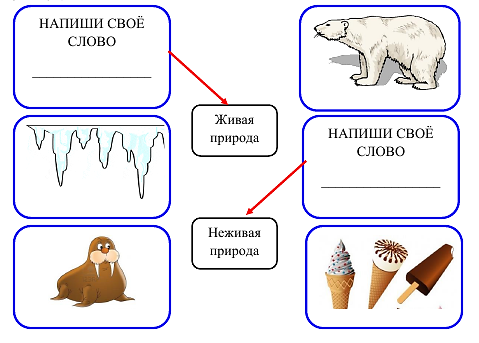 НАПИШИ СВОЁ
СЛОВО
Живая
природа
НАПИШИ СВОЁ
СЛОВО
Неживая
природа